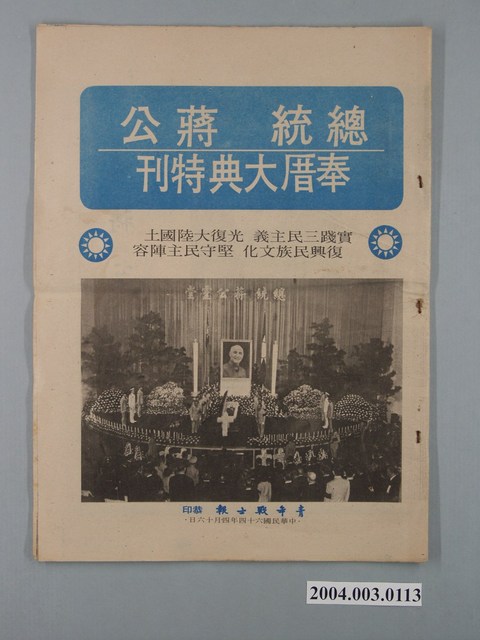 總統 蔣公
奉厝大典特刊
實踐三民主義 光復大陸國土
復興民族文化 堅守民主陣容
總統蔣公靈堂
青年戰士報 恭印
·中華民國六十四年四月十六日·
2004.003.0113